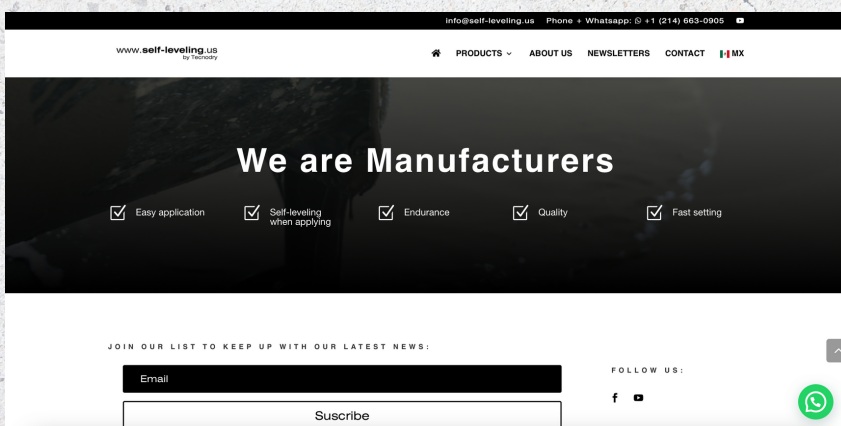 info@self-leveling.us Phone + Whatsapp: +1 (214) 663-0905
www.self-leveling.us
by Tecnodry
PRODUCTS ABOUT US NEWSLETTERS CONTACT MX
We are Manufacturers
Easy application
Self-leveling
when applying
Endurance
Quality
Fast setting
JOIN OUR LIST TO KEEP UP WITH OUR LATEST NEWS:
Email
Suscribe
FOLLOW US: